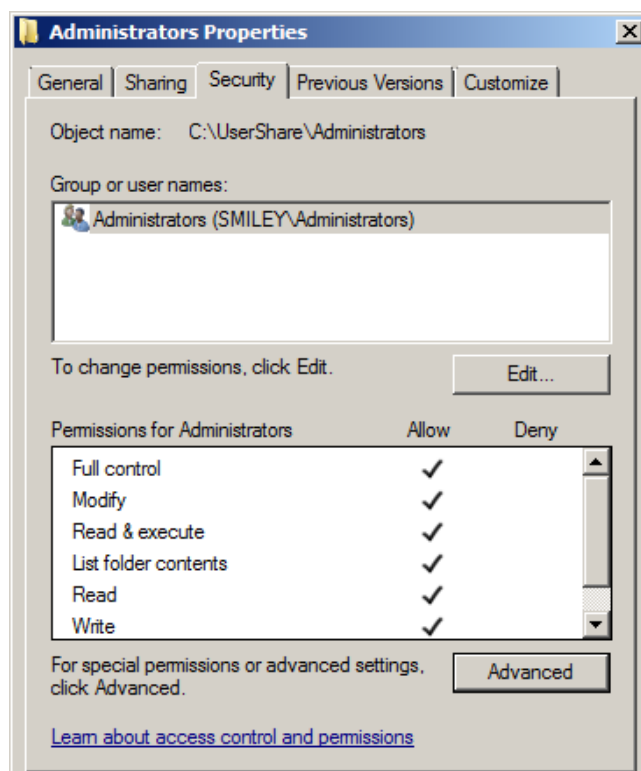 Administrators Properties
General Sharing Security Previous Versions Customize
Object name: C:\UserShare\Administrators
Group or user names:
Administrators (SMILEY\Administrators)
To change permissions, click Edit.
Edit...
Permissions for Administrators Allow Deny
Full control
Modify
Read & execute
List folder contents
Read
Write
For special permissions or advanced settings,
click Advanced.
Advanced
Learn about access control and permissions